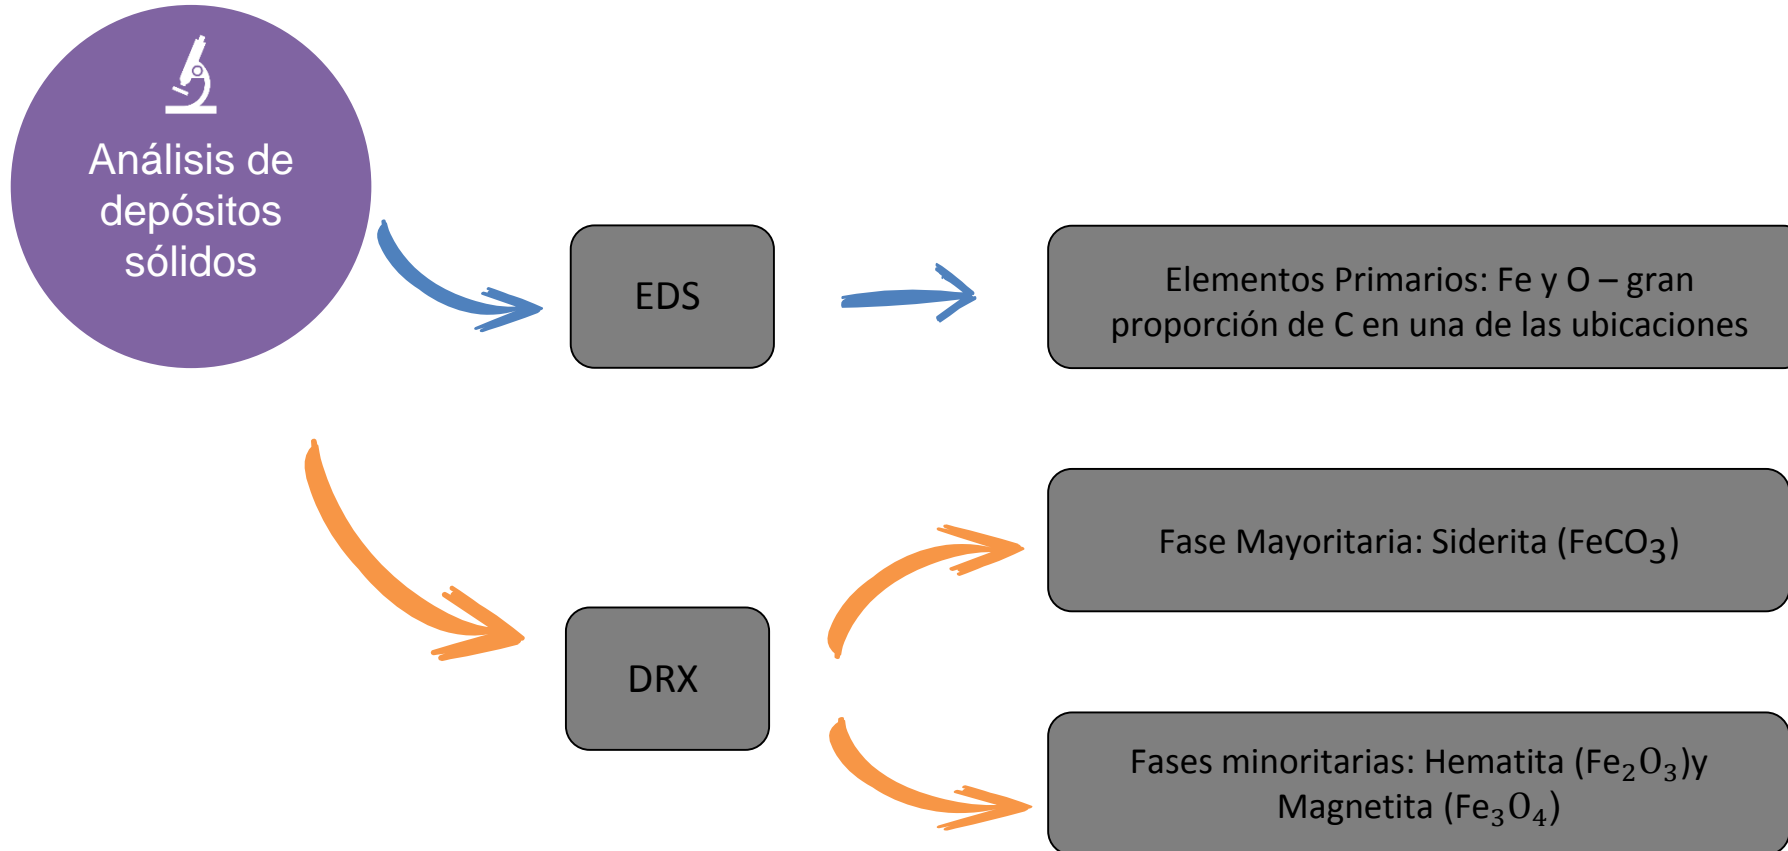 Análisis de
depósitos
sólidos
EDS
Elementos Primarios: Fe y O – gran
proporción de C en una de las ubicaciones
Fase Mayoritaria: Siderita (FeCO₃)
DRX
Fases minoritarias: Hematita (Fe₂O₃)y
Magnetita (Fe₃O₄)